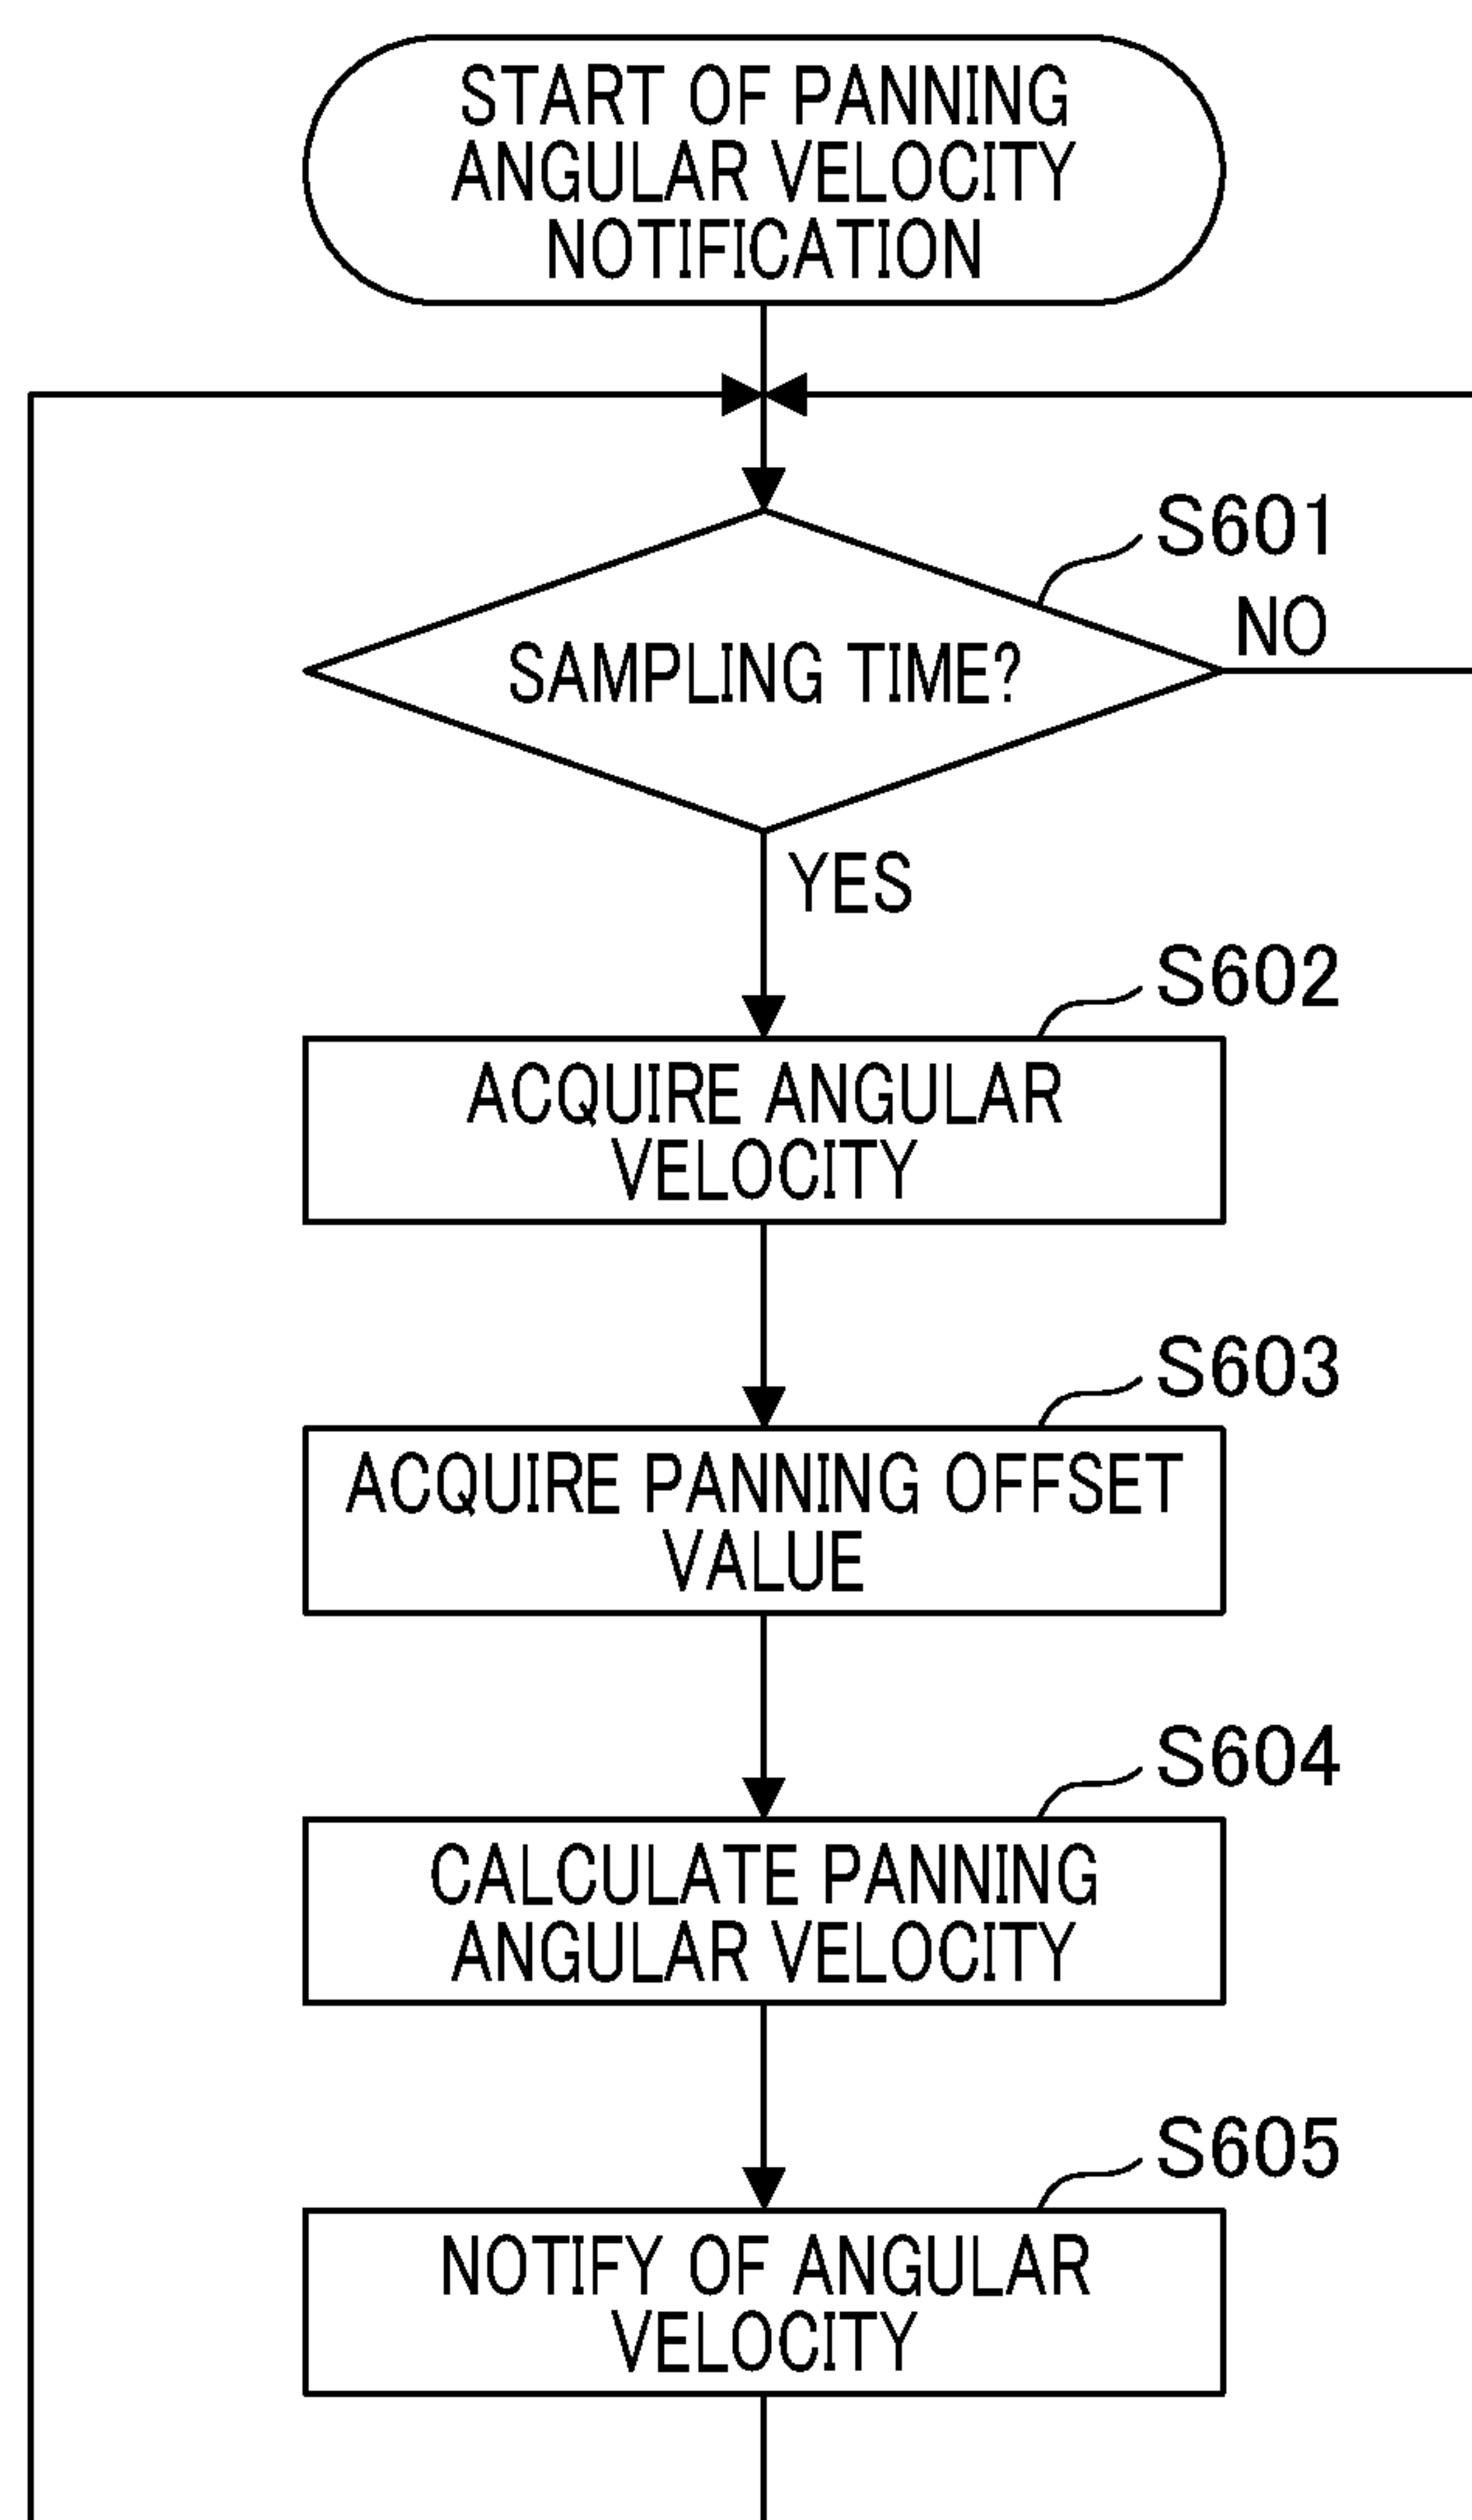 START OF PANNING
ANGULAR VELOCITY
NOTIFICATION
S601
NO
SAMPLING TIME?
YES
S602
ACQUIRE ANGULAR
VELOCITY
S603
ACQUIRE PANNING OFFSET
VALUE
S604
CALCULATE PANNING
ANGULAR VELOCITY
S605
NOTIFY OF ANGULAR
VELOCITY